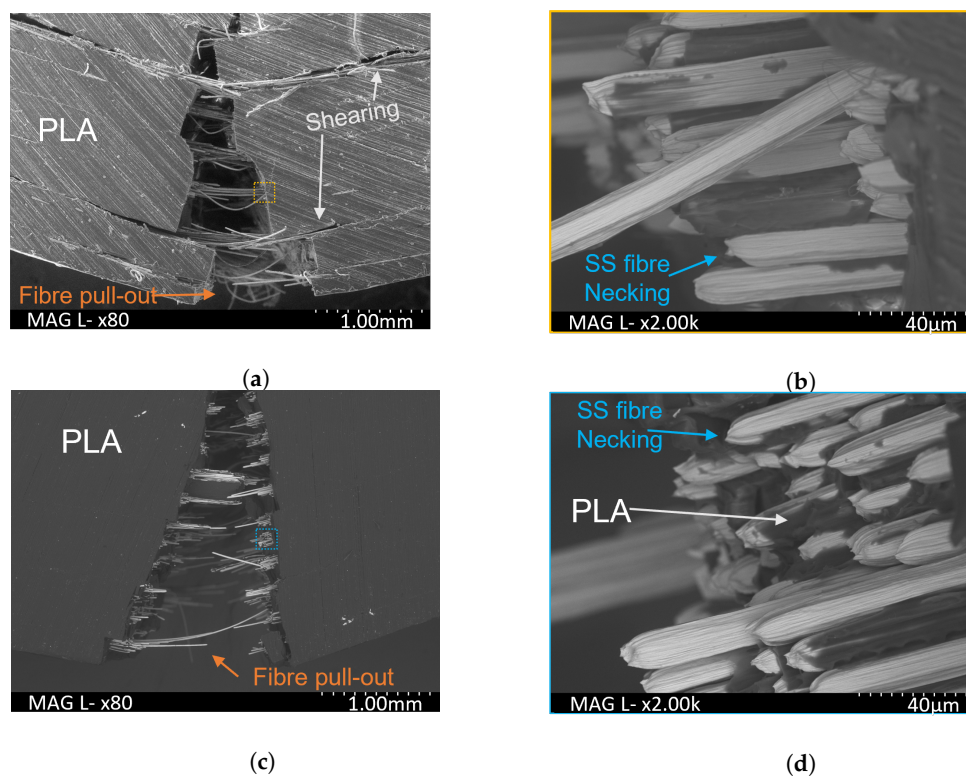 PLA
Shearing
Fibre pull-out
MAG L- x80
1.00mm
(a)
SS fibre
Necking
MAG L- x2.00k
40μm
(b)
PLA
Fibre pull-out
MAG L- x80
1.00mm
(c)
SS fibre
Necking
PLA
MAG L- x2.00k
40μm
(d)